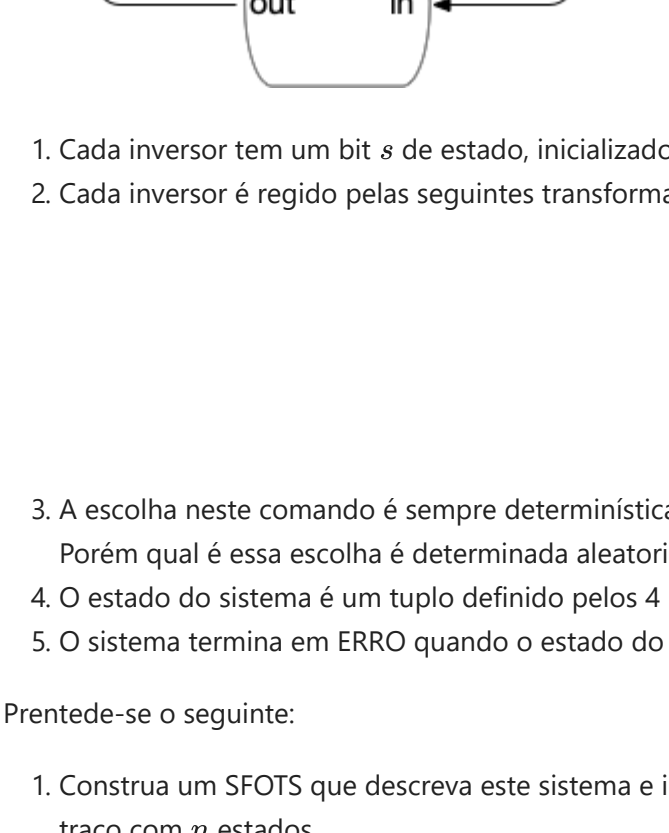 out in
1. Cada inversor tem um bit s de estado, inicializado
2. Cada inversor é regido pelas seguintes
3. A escolha neste comando é sempre
Porém qual é essa escolha é determinada
4. O estado do sistema é um tuplo definido pelos 4
5. O sistema termina em ERRO quando o estado do
Prentede-se o seguinte:
1. Construa um SFOTS que descreva este sistema e
traço com n estados